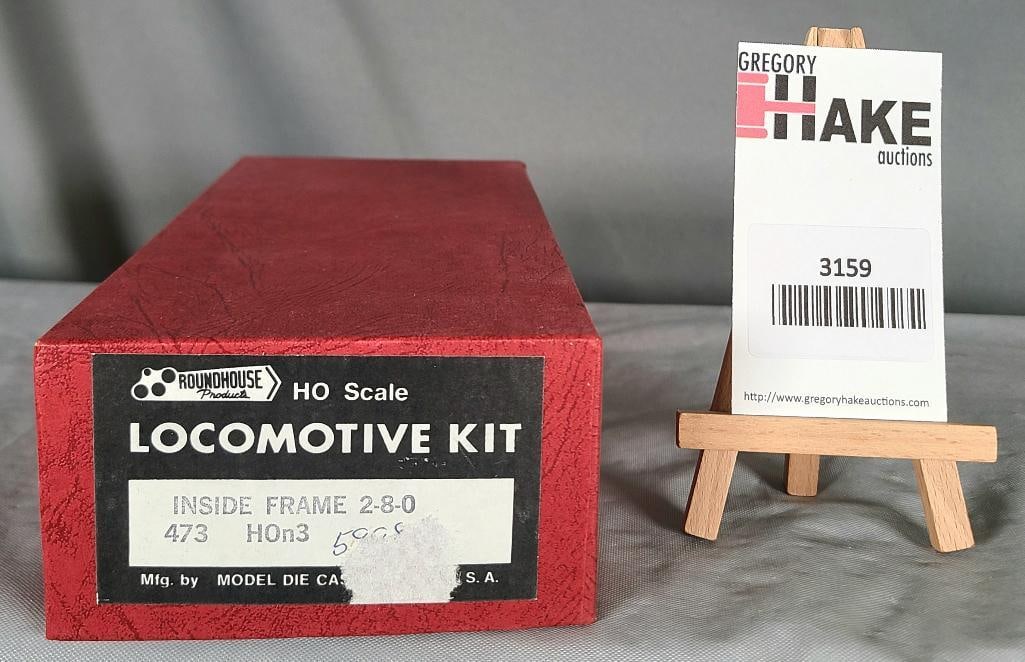 ROUNDHOUSE
Products
HO Scale
LOCOMOTIVE KIT
INSIDE FRAME 2-8-0
473 HOn3
Mfg. by MODEL DIE CAS S. A.
GREGORY
HAKE
auctions
3159
http://www.gregoryhakeauctions.com